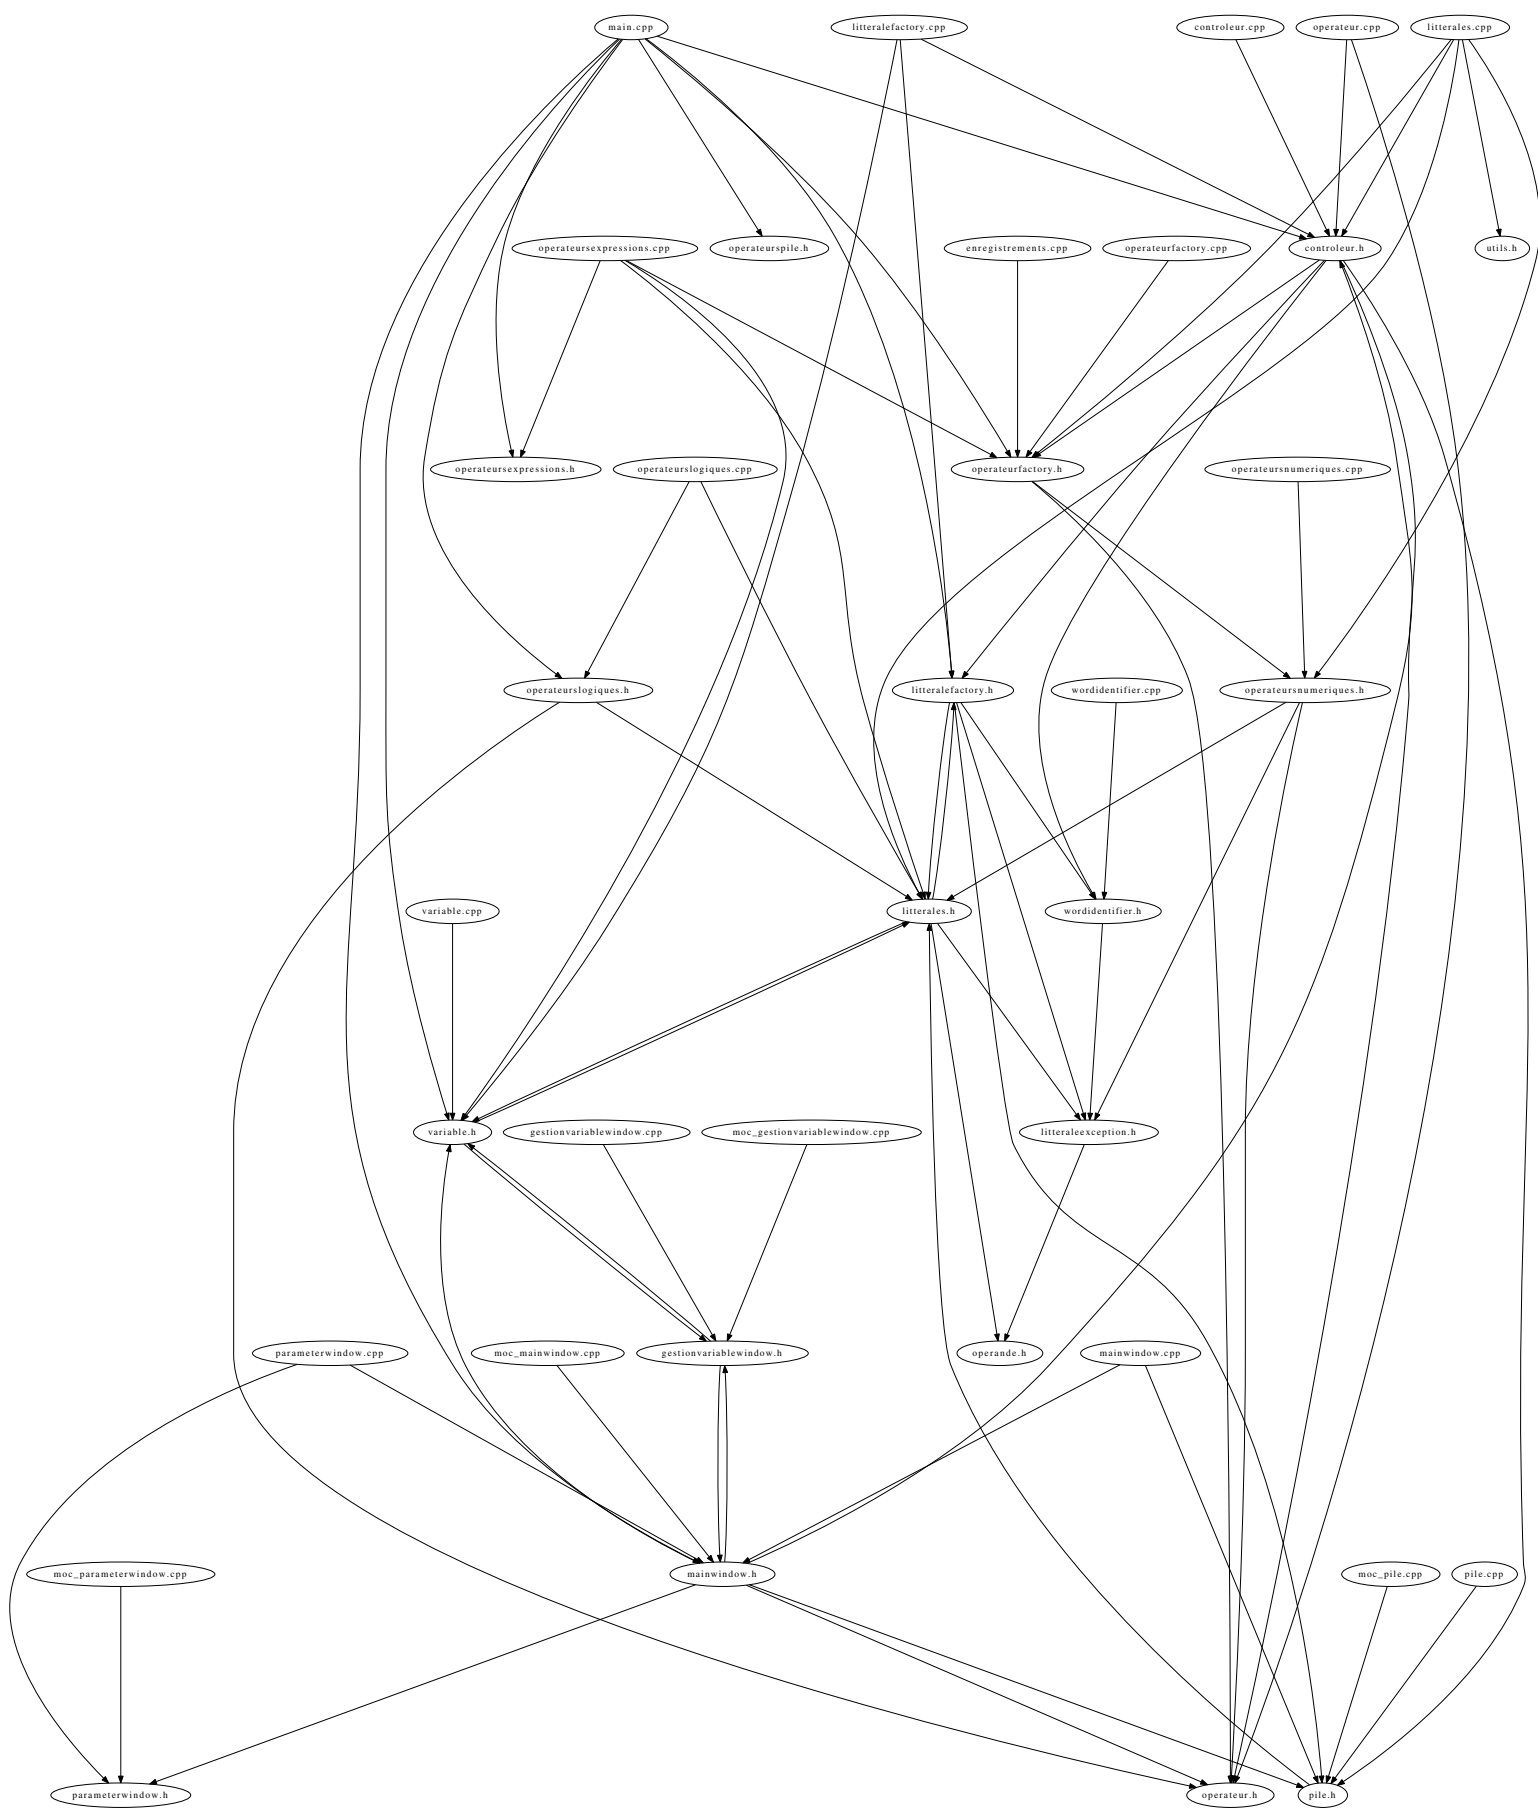 main.cpp
litteralefactory.cpp
controleur.cpp
operateur.cpp
litterales.cpp
operateursexpressions.cpp
operateurspile.h
enregistrements.cpp
operateurfactory.cpp
controleur.h
utils.h
operateursexpressions.h
operateurslogiques.cpp
operateurfactory.h
operateursnumeriques.cpp
operateurslogiques.h
litteralefactory.h
wordidentifier.cpp
operateursnumeriques.h
variable.cpp
litterales.h
wordidentifier.h
variable.h
gestionvariablewindow.cpp
moc_gestionvariablewindow.cpp
litteraleexception.h
parameterwindow.cpp
moc_mainwindow.cpp
gestionvariablewindow.h
operande.h
mainwindow.cpp
moc_parameterwindow.cpp
mainwindow.h
moc_pile.cpp
pile.cpp
parameterwindow.h
operateur.h
pile.h